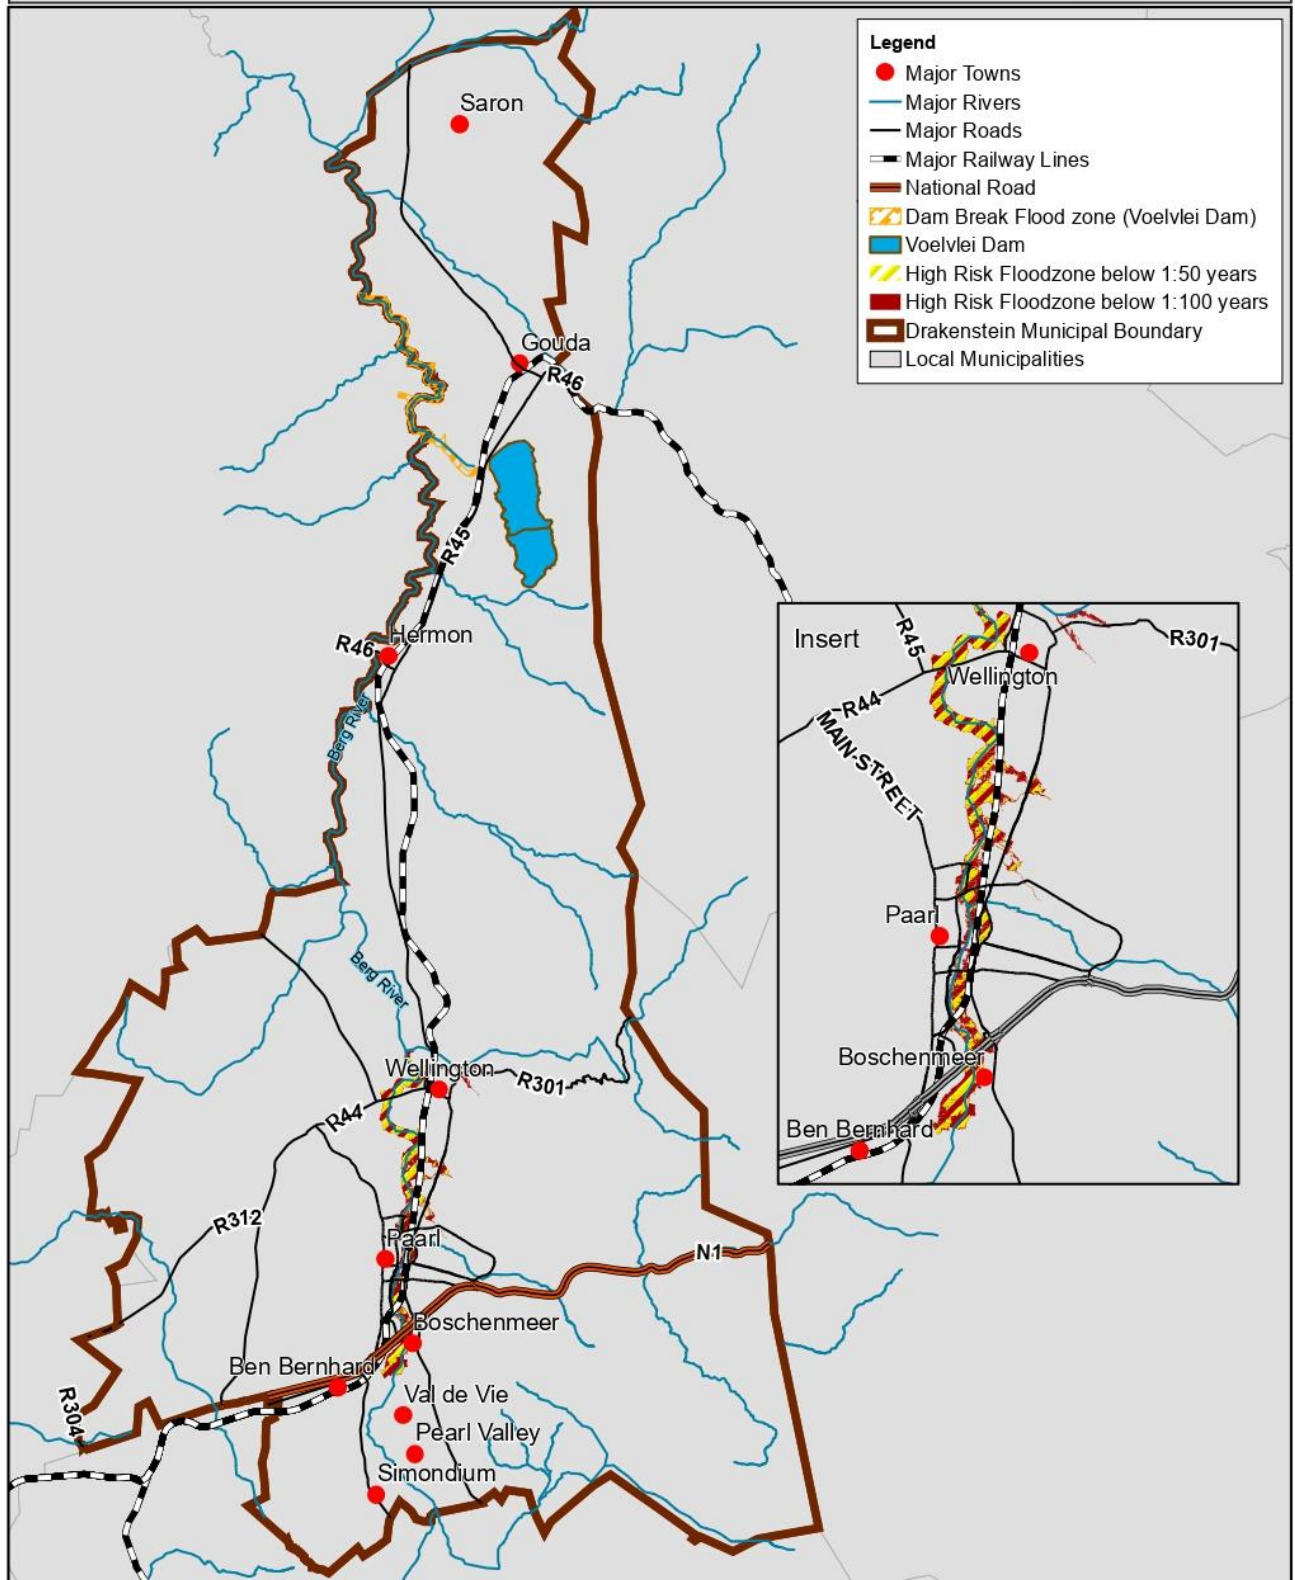 Legend
Major Towns
Major Rivers
Major Roads
Major Railway Lines
National Road
Dam Break Flood zone (Voelvlei Dam)
Voelvlei Dam
High Risk Floodzone below 1:50 years
High Risk Floodzone below 1:100 years
Drakenstein Municipal Boundary
Local Municipalities
Saron
Gouda
R46
R45
Hermon
R46
Berg River
Berg River
Wellington
R301
R44
R312
Paarl
N1
Boschenmeer
Ben Bernhard
Val de Vie
R304
Pearl Valley
Simondium
Insert
R45
R301
Wellington
R44
MAIN STREET
Paarl
Boschenmeer
Ben Bernhard